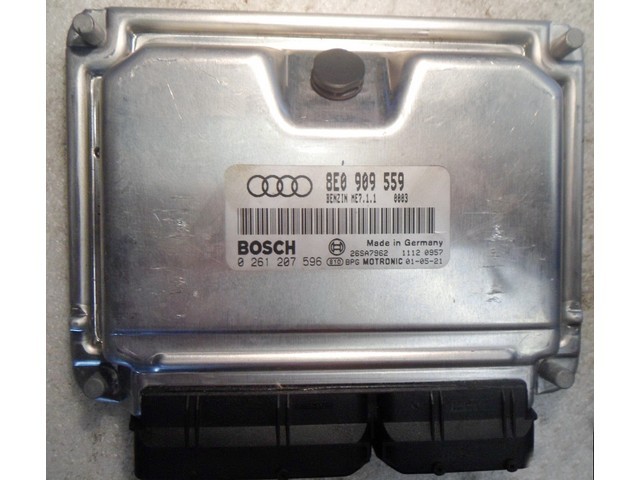 8E0 909 559
BENZIN ME7.1.1 0003
BOSCH Made in Germany
26SA7962 1112 0957
0 261 207 596 E10 BPG MOTRONIC 01-05-21